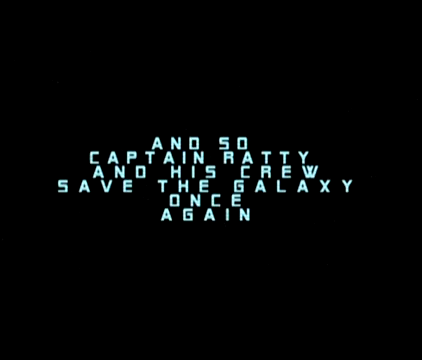 AND SO
CAPTAIN RATTY
AND HIS CREW
SAVE THE GALAXY
ONCE
AGAIN